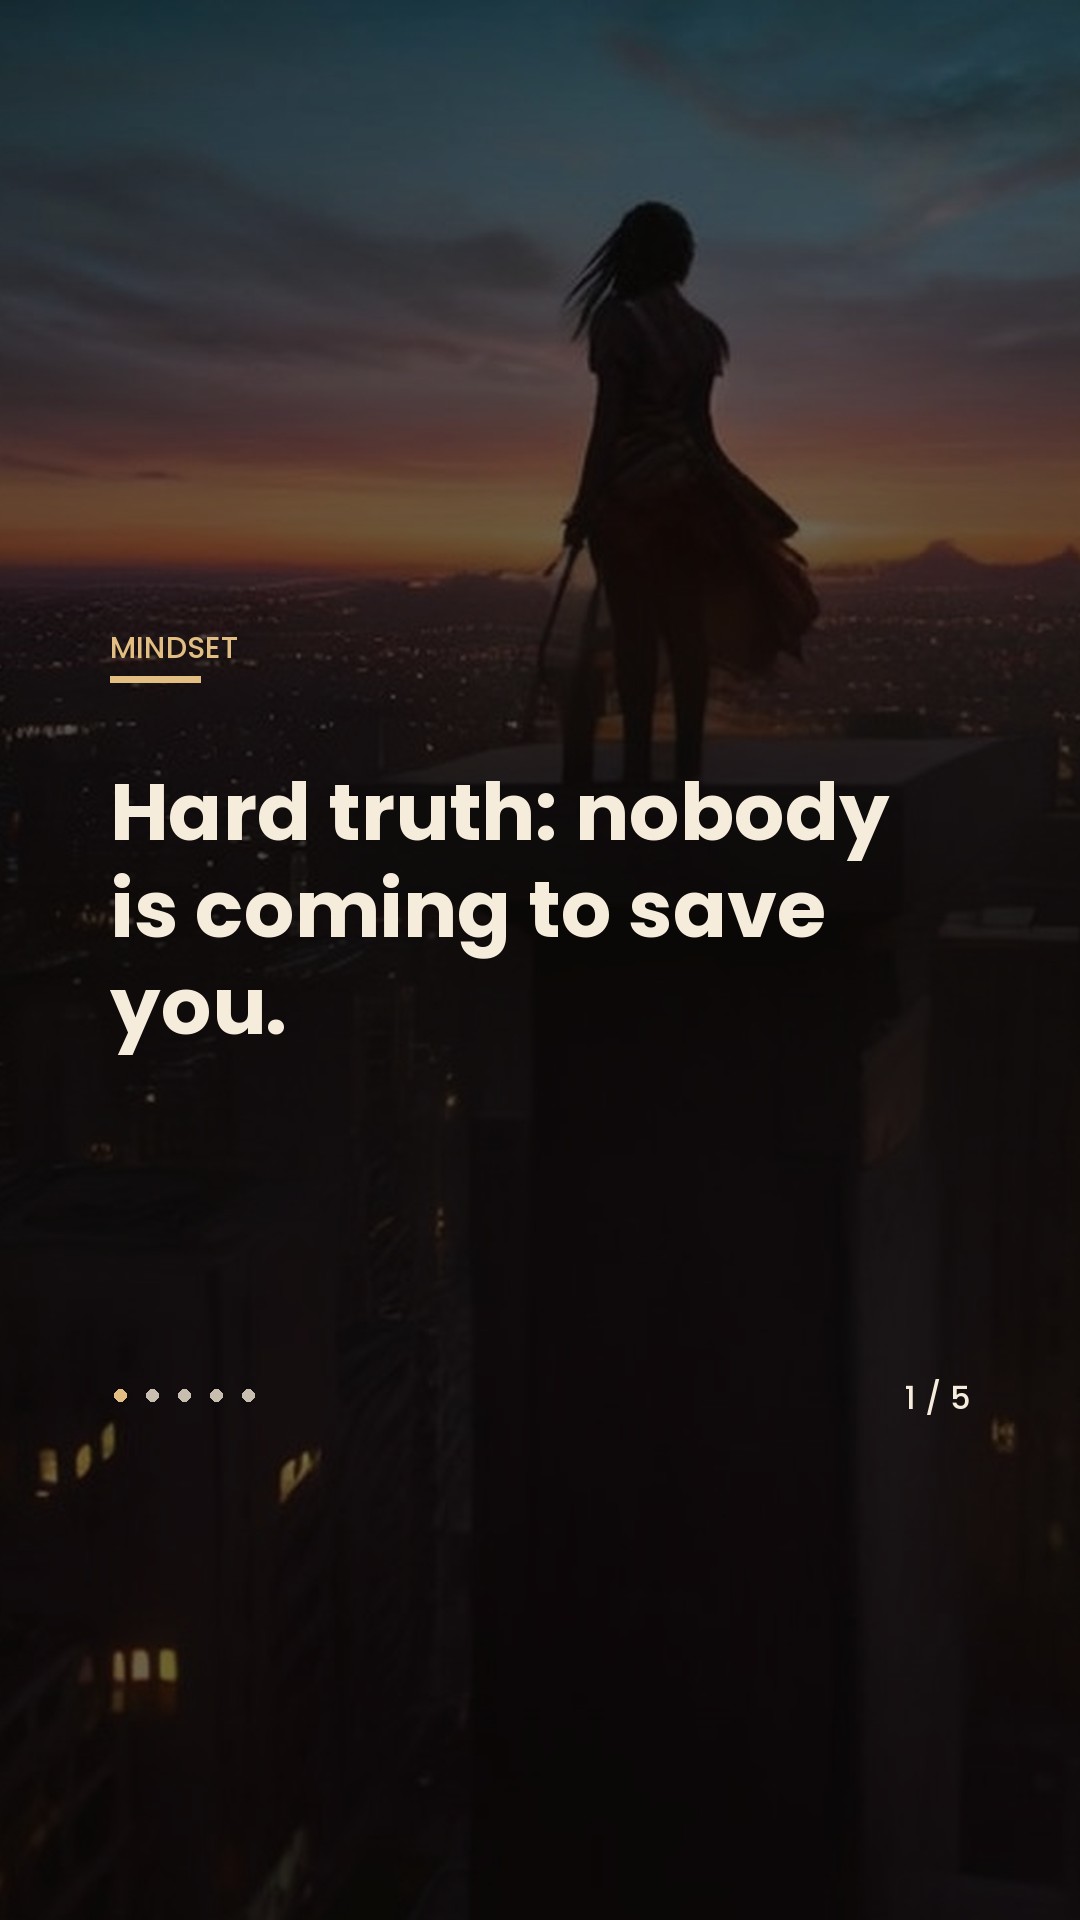 MINDSET
Hard truth: nobody
is coming to save
you.
1 / 5